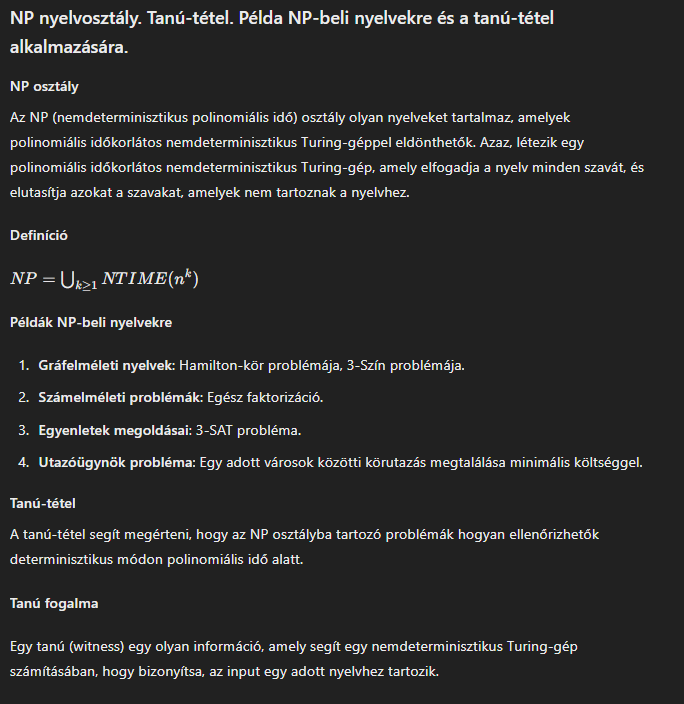 NP nyelvosztály. Tanú-tétel. Példa NP-beli nyelvekre és a tanú-tétel
alkalmazására.
NP osztály
Az NP (nemdeterminisztikus polinomiális idő) osztály olyan nyelveket tartalmaz, amelyek
polinomiális időkorlátos nemdeterminisztikus Turing-géppel eldönthetők. Azaz, létezik egy
polinomiális időkorlátos nemdeterminisztikus Turing-gép, amely elfogadja a nyelv minden szavát, és
elutasítja azokat a szavakat, amelyek nem tartoznak a nyelvhez.
Definíció
NP = ⋃_{k≥1} NTIME(n^k)
Példák NP-beli nyelvekre
1. Gráfelméleti nyelvek: Hamilton-kör problémája, 3-Szín problémája.
2. Számelméleti problémák: Egész faktorizáció.
3. Egyenletek megoldásai: 3-SAT probléma.
4. Utazóügynök probléma: Egy adott városok közötti körutazás megtalálása minimális költséggel.
Tanú-tétel
A tanú-tétel segít megérteni, hogy az NP osztályba tartozó problémák hogyan ellenőrizhetők
determinisztikus módon polinomiális idő alatt.
Tanú fogalma
Egy tanú (witness) egy olyan információ, amely segít egy nemdeterminisztikus Turing-gép
számításában, hogy bizonyítsa, az input egy adott nyelvhez tartozik.